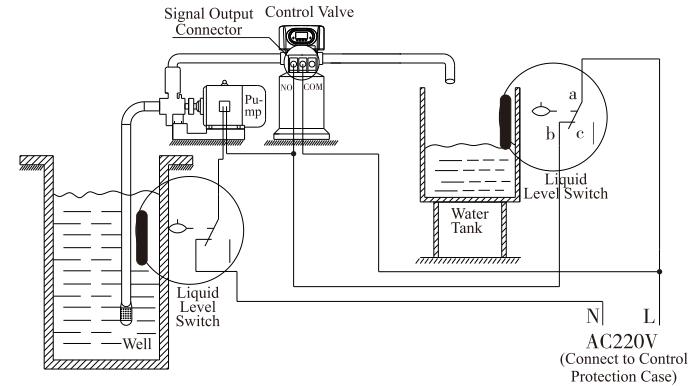 Signal Output
Connector
Control Valve
NO
COM
Pu-
mp
a
b
c
Liquid
Level Switch
Water
Tank
Liquid
Level
Switch
Well
N
L
AC220V
(Connect to Control
Protection Case)